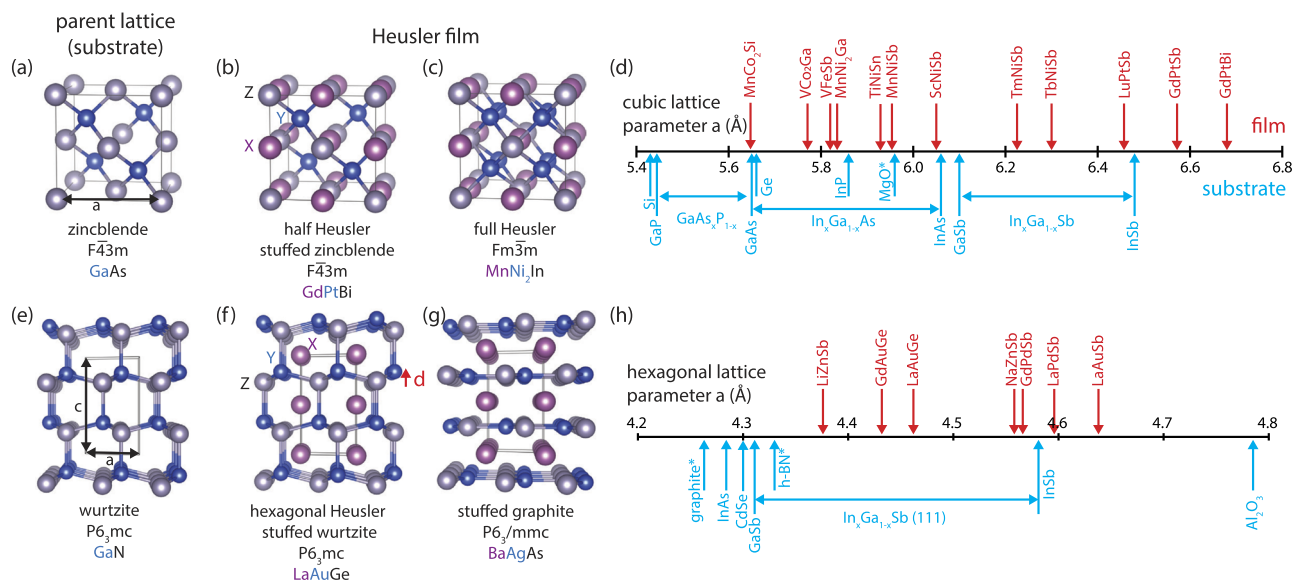 parent lattice
(substrate)
Heusler film
(a)
a
zincblende
F4̅3m
GaAs
(b)
Z
Y
X
half Heusler
stuffed zincblende
F4̅3m
GdPtBi
(c)
full Heusler
Fm3̅m
MnNi₂In
(d)
cubic lattice
parameter a (Å)
MnCo₂Si
VCo₂Ga
VFeSb
MnNi₂Ga
TiNiSn
MnNiSb
ScNiSb
TmNiSb
TbNiSb
LuPtSb
GdPtSb
GdPtBi
film
5.4 5.6 5.8 6.0 6.2 6.4 6.6 6.8
substrate
Si
GaP
GaAsₓP₁₋ₓ
GaAs
Ge
InₓGa₁₋ₓAs
InP
MgO*
InAs
GaSb
InₓGa₁₋ₓSb
InSb
(e)
c
a
wurtzite
P6₃mc
GaN
(f)
X
Y
Z
d
hexagonal Heusler
stuffed wurtzite
P6₃mc
LaAuGe
(g)
stuffed graphite
P6₃/mmc
BaAgAs
(h)
hexagonal lattice
parameter a (Å)
LiZnSb
GdAuGe
LaAuGe
NaZnSb
GdPdSb
LaPdSb
LaAuSb
4.2 4.3 4.4 4.5 4.6 4.7 4.8
graphite*
InAs
CdSe
GaSb
h-BN*
InₓGa₁₋ₓSb (111)
InSb
Al₂O₃